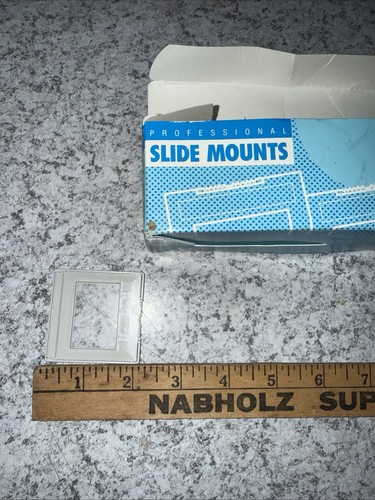 PROFESSIONAL
SLIDE MOUNTS
1 2 3 4 5 6 7
NABHOLZ SUP